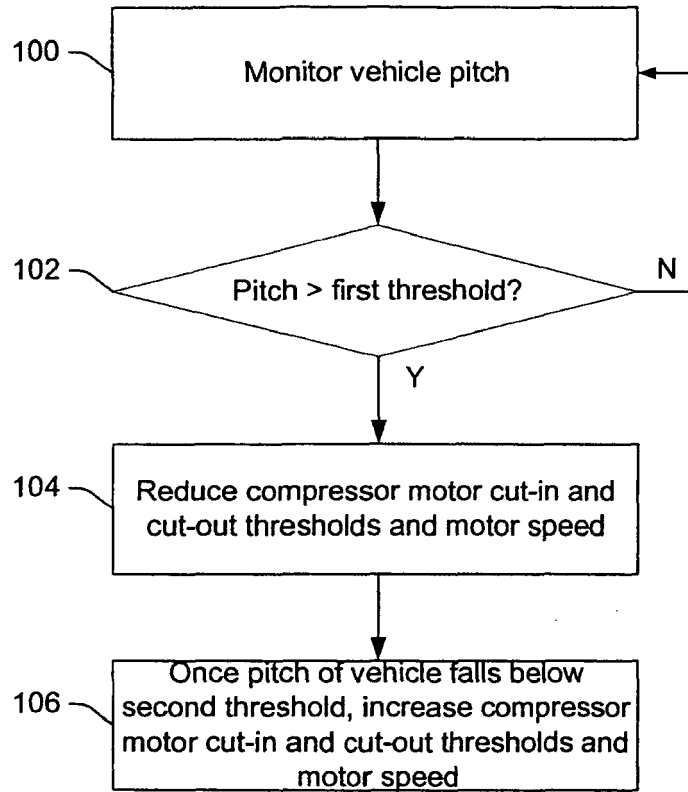 100
Monitor vehicle pitch
102
Pitch > first threshold?
N
Y
104
Reduce compressor motor cut-in and
cut-out thresholds and motor speed
106
Once pitch of vehicle falls below
second threshold, increase compressor
motor cut-in and cut-out thresholds and
motor speed